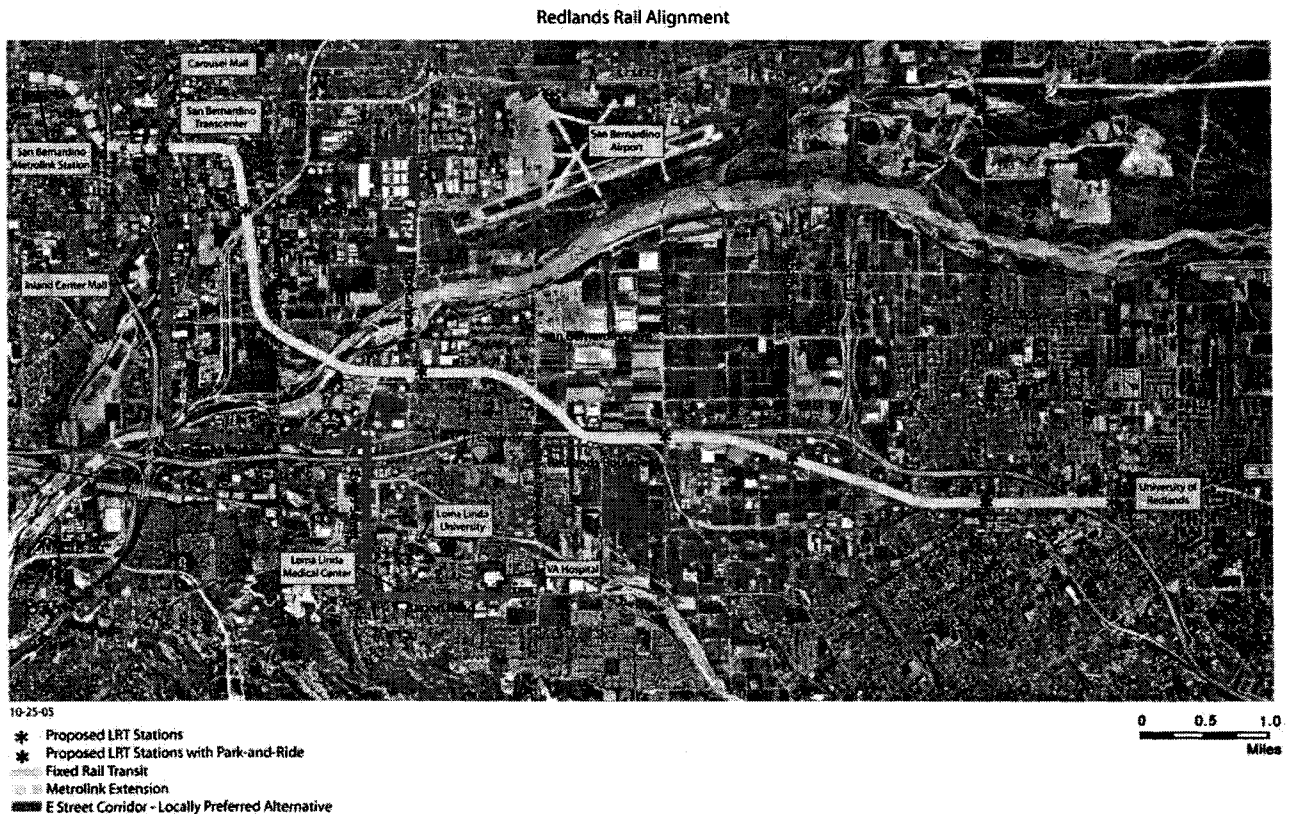 Redlands Rail Alignment
Carousel Mall
San Bernardino
Transcenter
San Bernardino
Metrolink Station
San Bernardino
Airport
Inland Center Mall
University of
Redlands
Loma Linda
University
Loma Linda
Medical Center
VA Hospital
10-25-05
Proposed LRT Stations
Proposed LRT Stations with Park-and-Ride
Fixed Rail Transit
Metrolink Extension
E Street Corridor - Locally Preferred Alternative
0 0.5 1.0
Miles